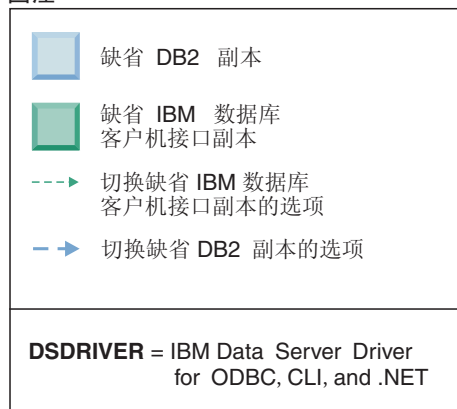 缺省 DB2 副本
缺省 IBM 数据库
客户机接口副本
切换缺省 IBM 数据库
客户机接口副本的选项
切换缺省 DB2 副本的选项
DSDRIVER = IBM Data Server Driver
for ODBC, CLI, and .NET